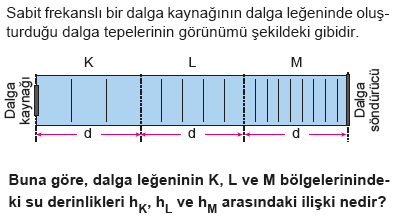 Sabit frekanslı bir dalga kaynağının dalga leğeninde oluş-
turduğu dalga tepelerinin görünümü şekildeki gibidir.
K L M
Dalga kaynağı
Dalga söndürücü
d d d
Buna göre, dalga leğeninin K, L ve M bölgelerininde-
ki su derinlikleri hK, hL ve hM arasındaki ilişki nedir?